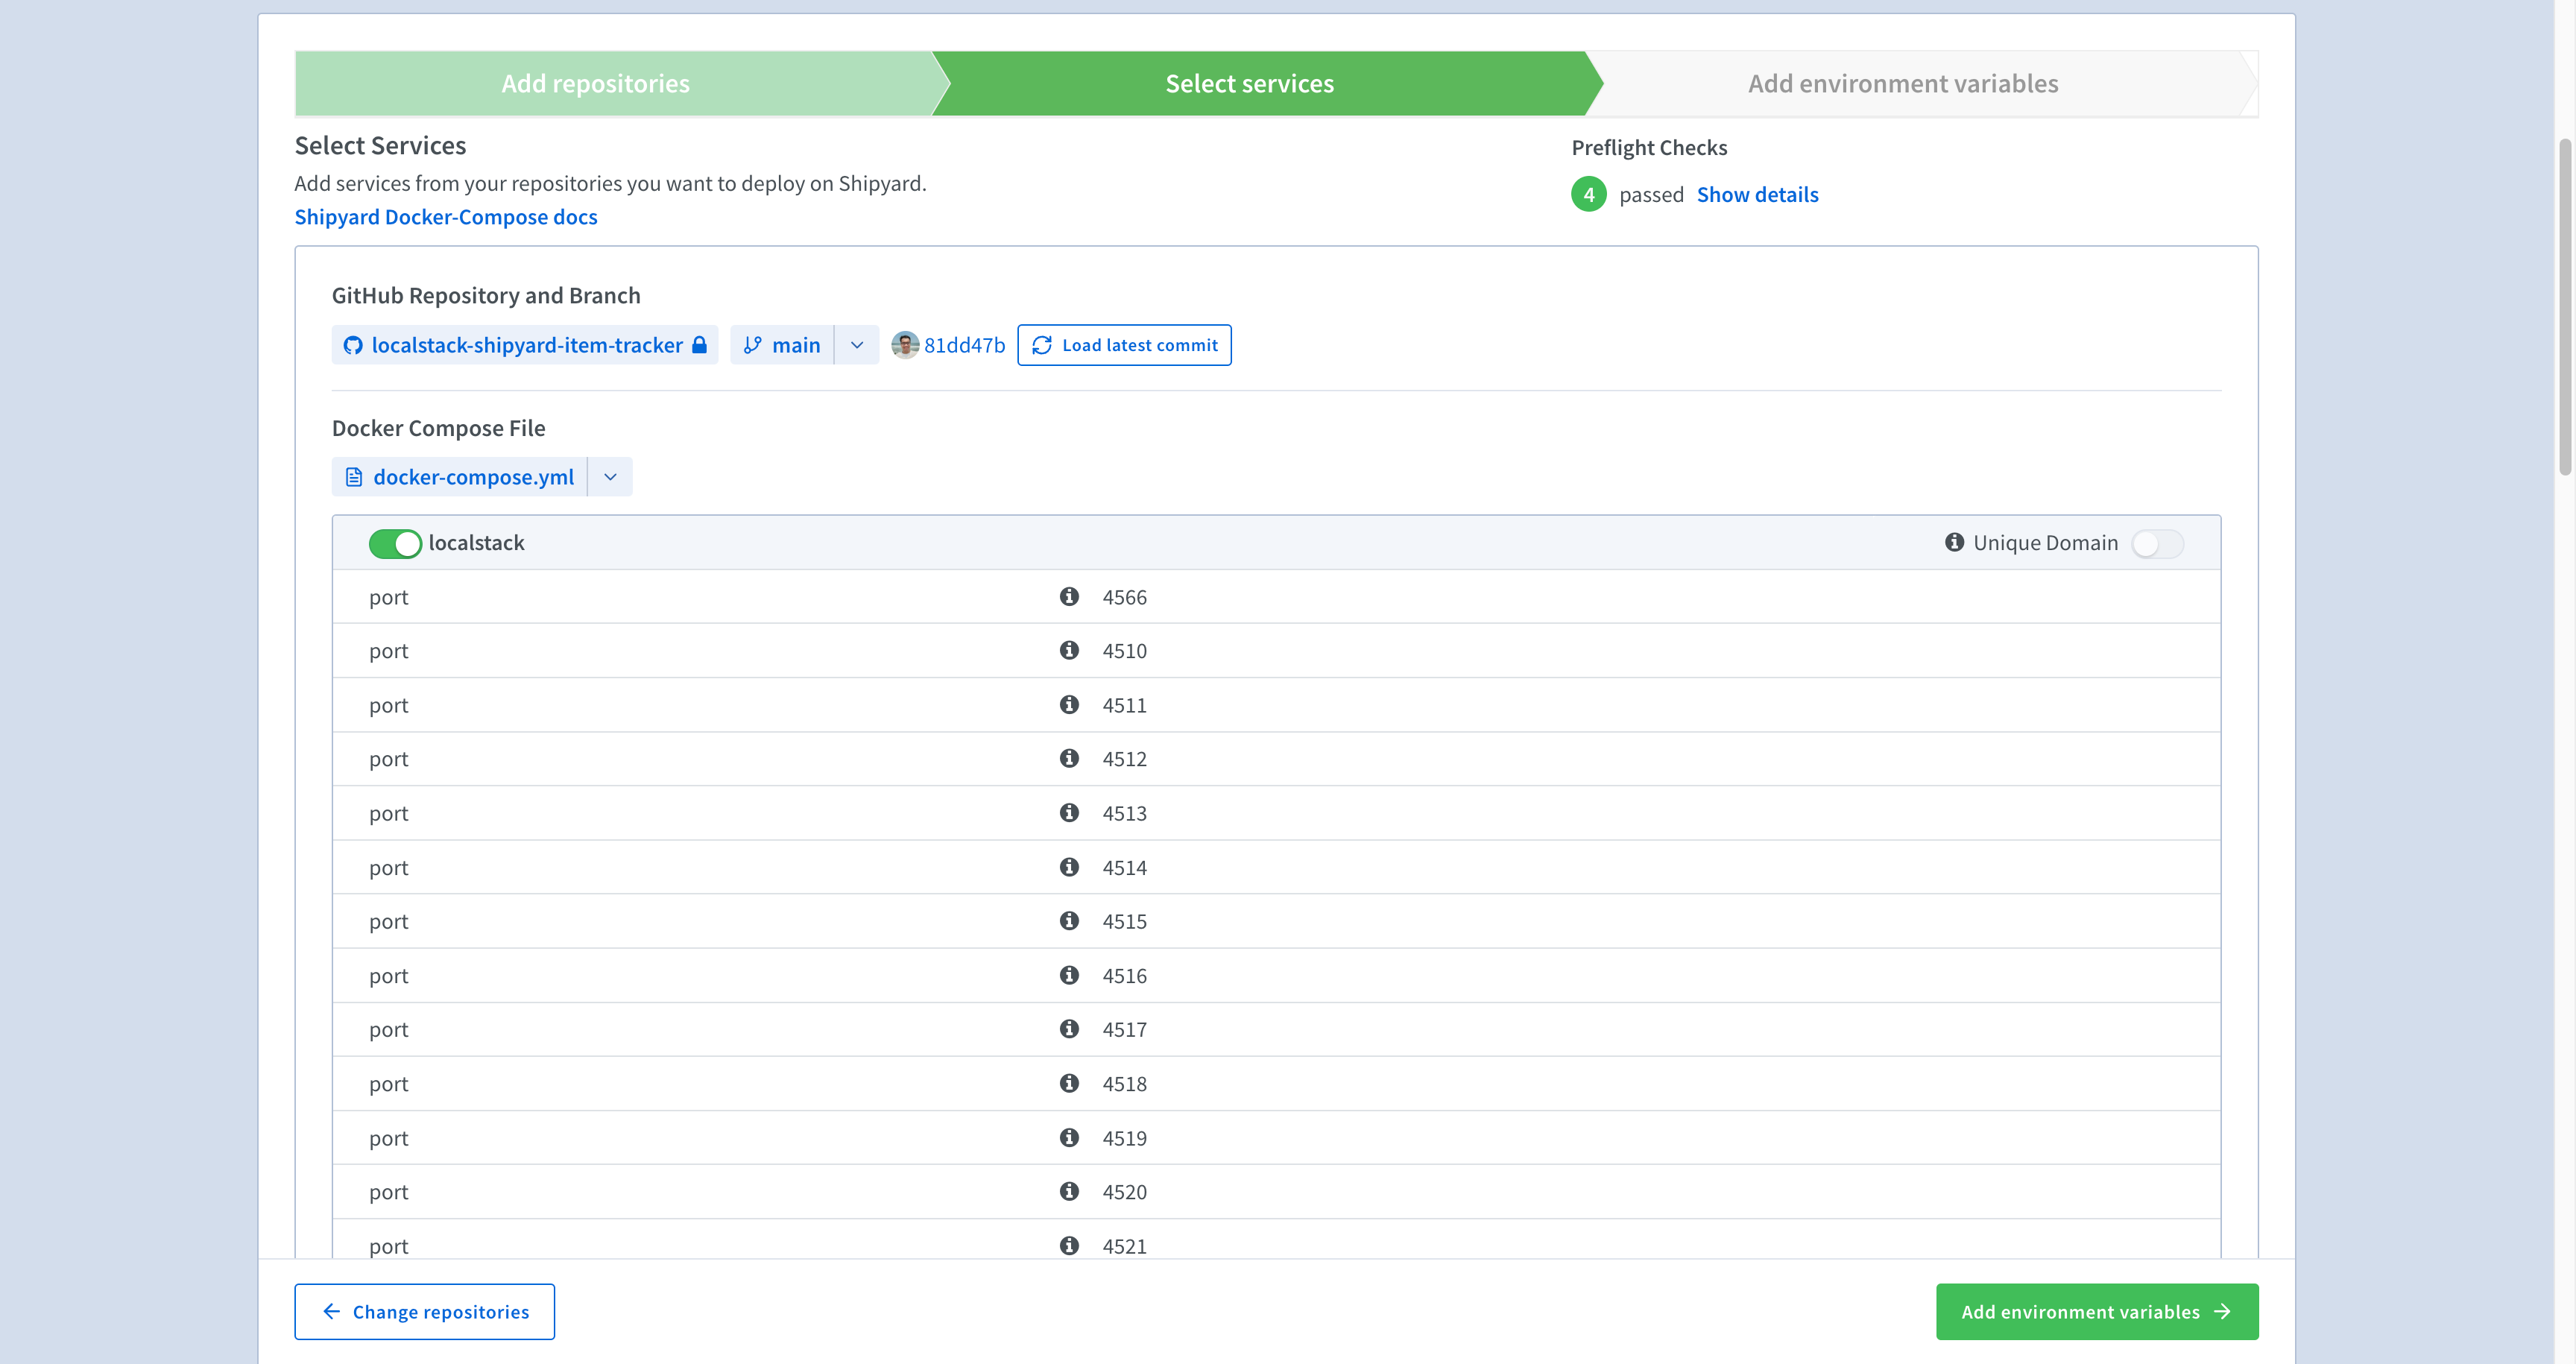 Add repositories
Select services
Add environment variables
Select Services
Add services from your repositories you want to deploy on Shipyard.
Shipyard Docker-Compose docs
Preflight Checks
4 passed Show details
GitHub Repository and Branch
localstack-shipyard-item-tracker main 81dd47b Load latest commit
Docker Compose File
docker-compose.yml
localstack Unique Domain
port 4566
port 4510
port 4511
port 4512
port 4513
port 4514
port 4515
port 4516
port 4517
port 4518
port 4519
port 4520
port 4521
Change repositories
Add environment variables